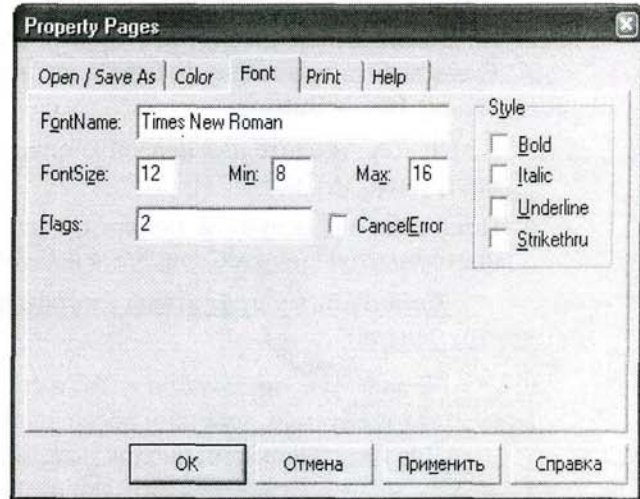 Property Pages
Open / Save As Color Font Print Help
FontName: Times New Roman
Style
Bold
FontSize: 12 Min: 8 Max: 16
Italic
Underline
Flags: 2 CancelError
Strikethru
OK Отмена Применить Справка